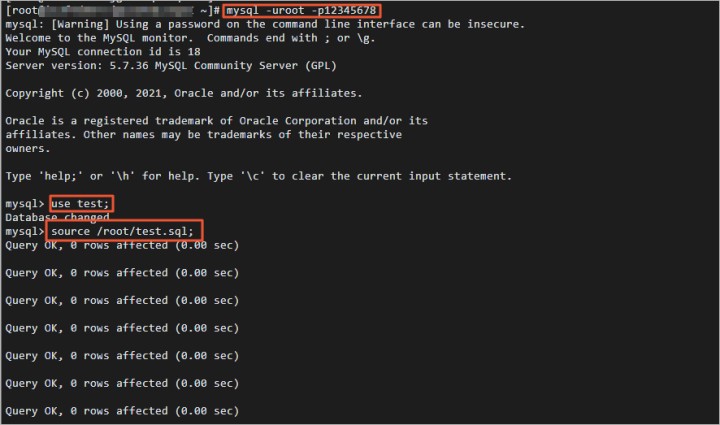 [root@ ~]# mysql -uroot -p12345678
mysql: [Warning] Using a password on the command line interface can be insecure.
Welcome to the MySQL monitor.  Commands end with ; or \g.
Your MySQL connection id is 18
Server version: 5.7.36 MySQL Community Server (GPL)
Copyright (c) 2000, 2021, Oracle and/or its affiliates.
Oracle is a registered trademark of Oracle Corporation and/or its
affiliates. Other names may be trademarks of their respective
owners.
Type 'help;' or '\h' for help. Type '\c' to clear the current input statement.
mysql> use test;
Database changed
mysql> source /root/test.sql;
Query OK, 0 rows affected (0.00 sec)
Query OK, 0 rows affected (0.00 sec)
Query OK, 0 rows affected (0.00 sec)
Query OK, 0 rows affected (0.00 sec)
Query OK, 0 rows affected (0.00 sec)
Query OK, 0 rows affected (0.00 sec)
Query OK, 0 rows affected (0.00 sec)